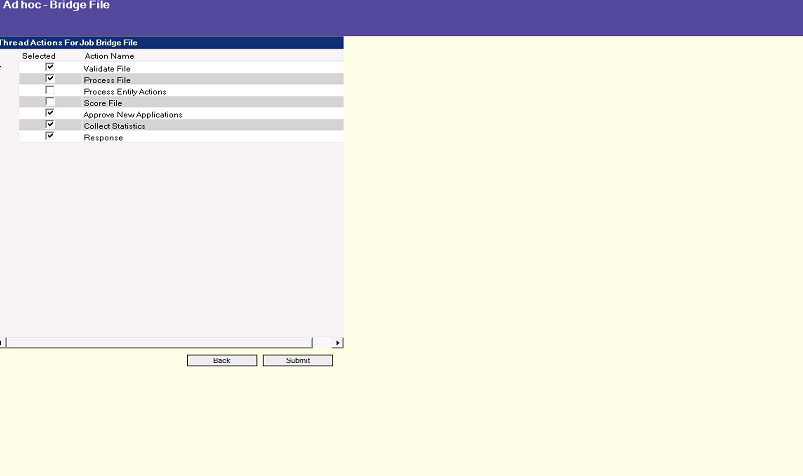 Ad hoc - Bridge File
Thread Actions For Job Bridge File
Selected Action Name
Validate File
Process File
Process Entity Actions
Score File
Approve New Applications
Collect Statistics
Response
Back Submit